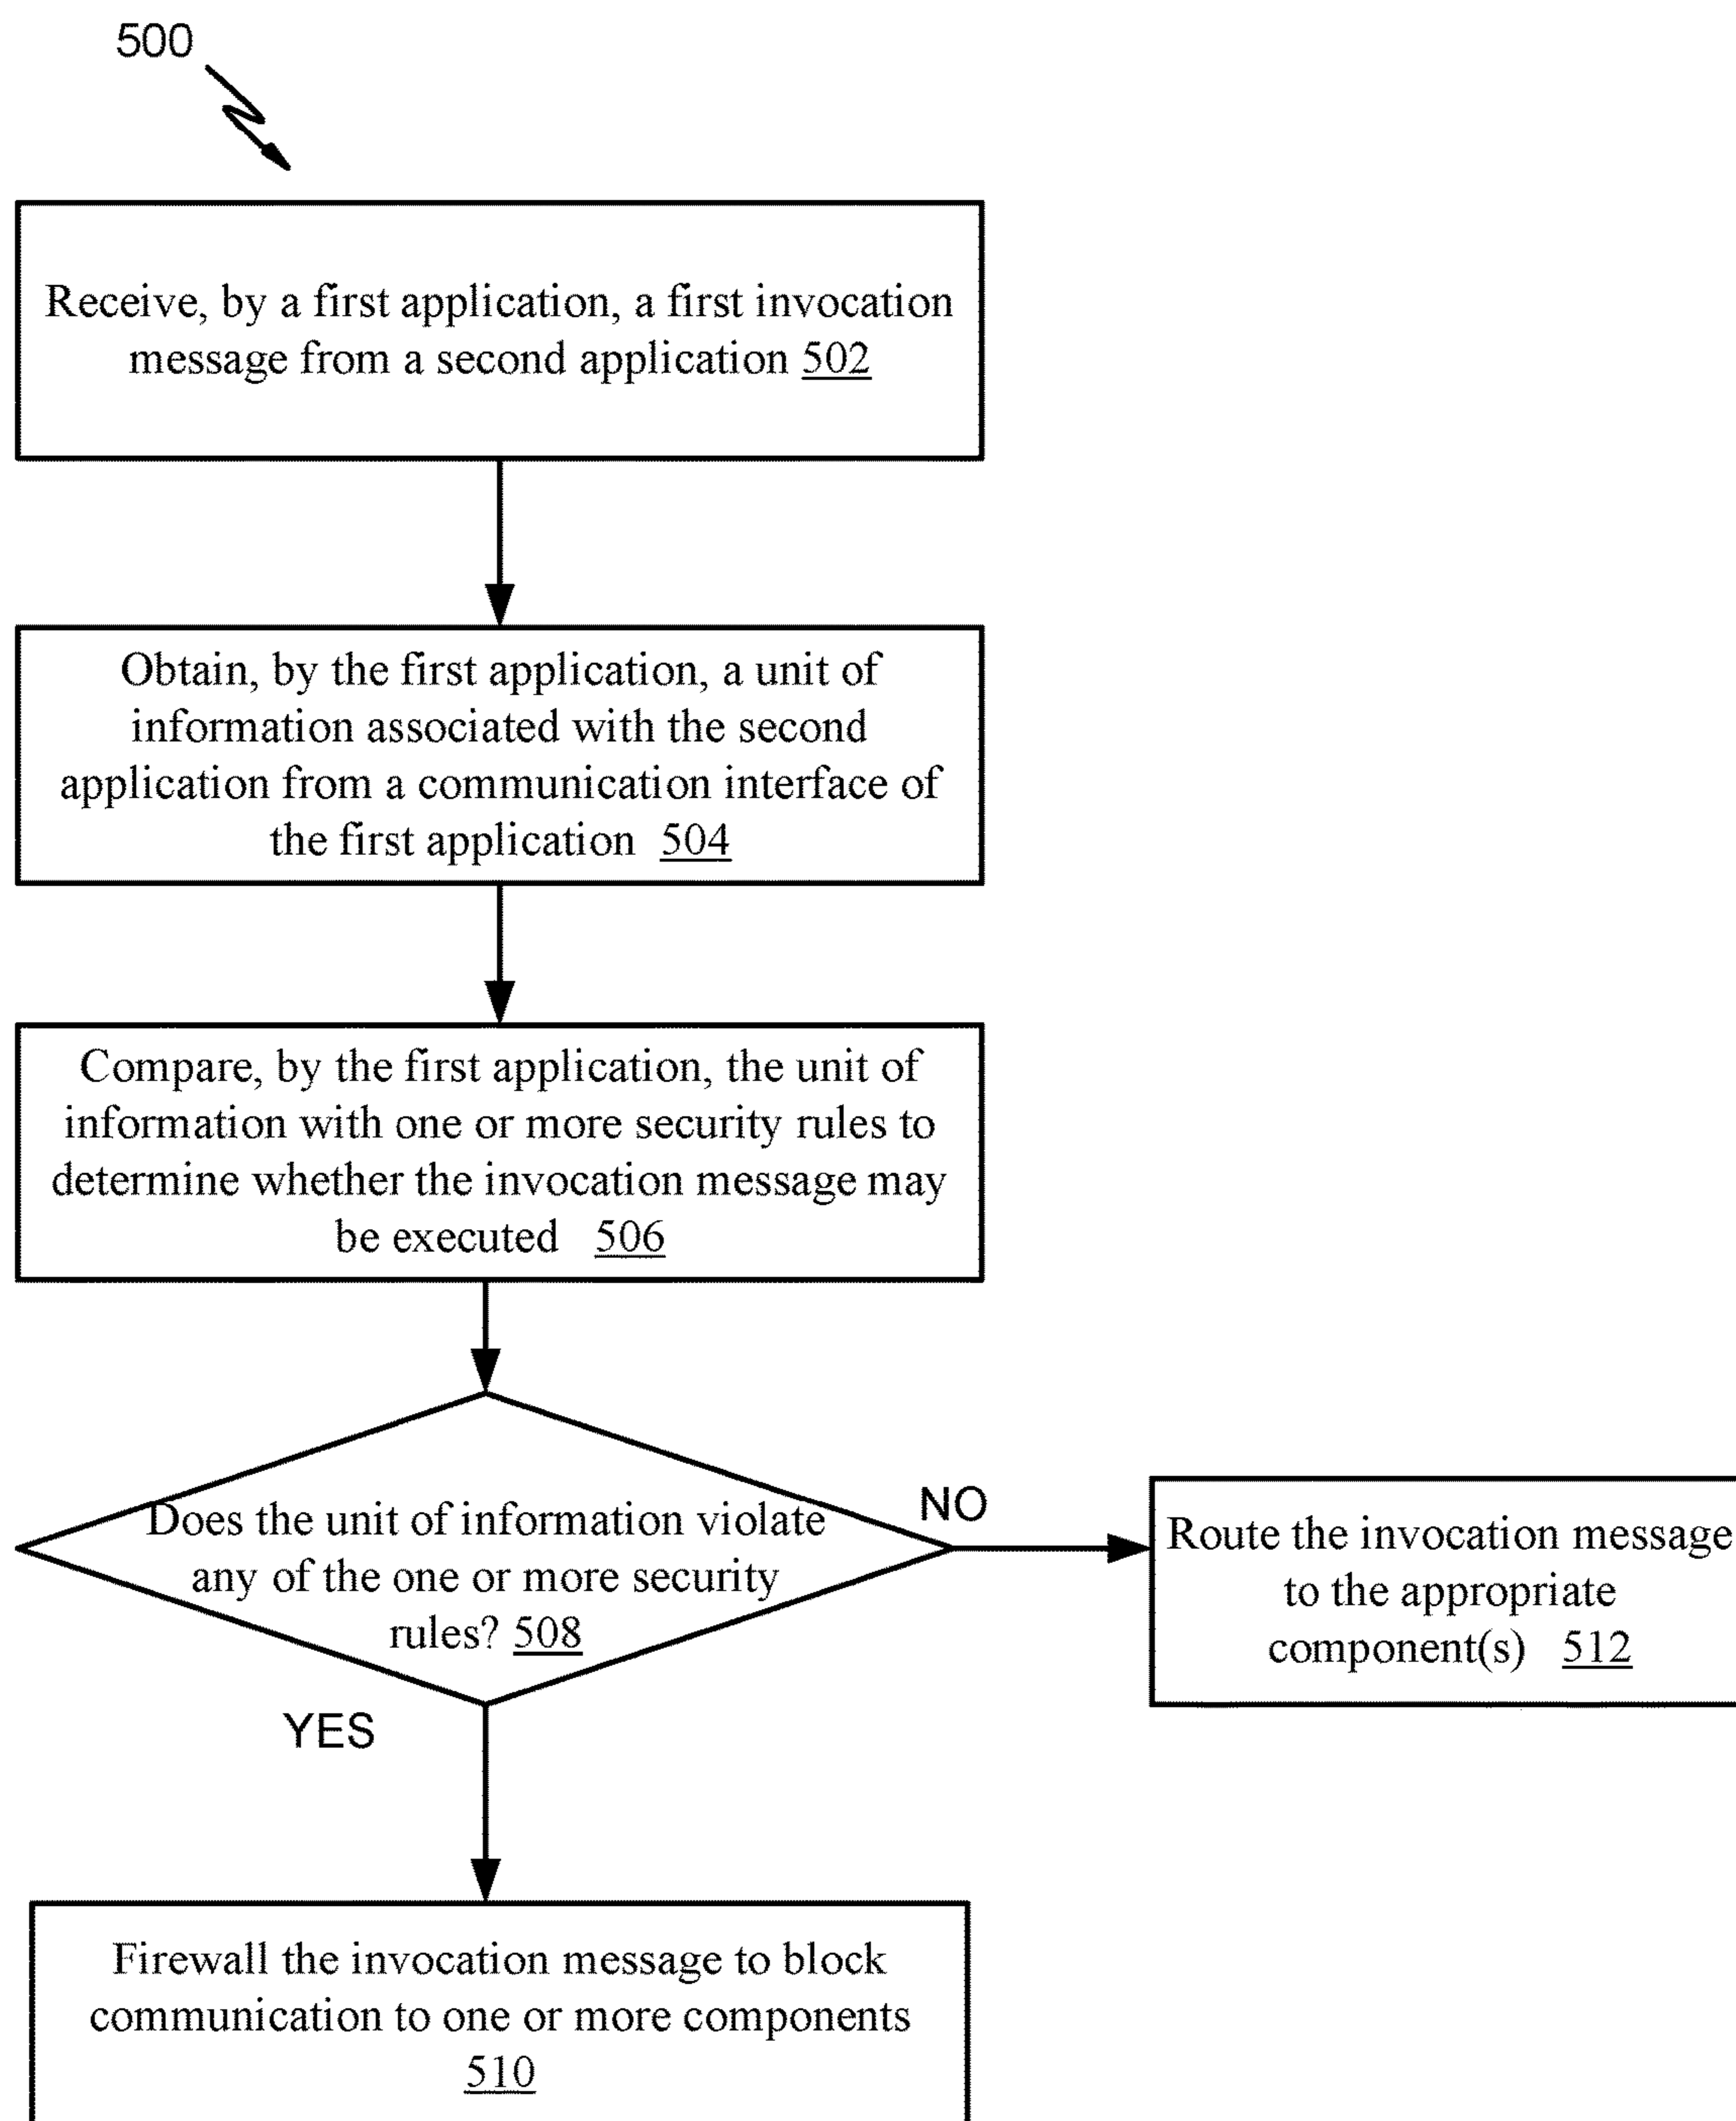 500
Receive, by a first application, a first invocation
message from a second application 502
Obtain, by the first application, a unit of
information associated with the second
application from a communication interface of
the first application 504
Compare, by the first application, the unit of
information with one or more security rules to
determine whether the invocation message may
be executed 506
Does the unit of information violate
any of the one or more security
rules? 508
NO
Route the invocation message
to the appropriate
component(s) 512
YES
Firewall the invocation message to block
communication to one or more components
510